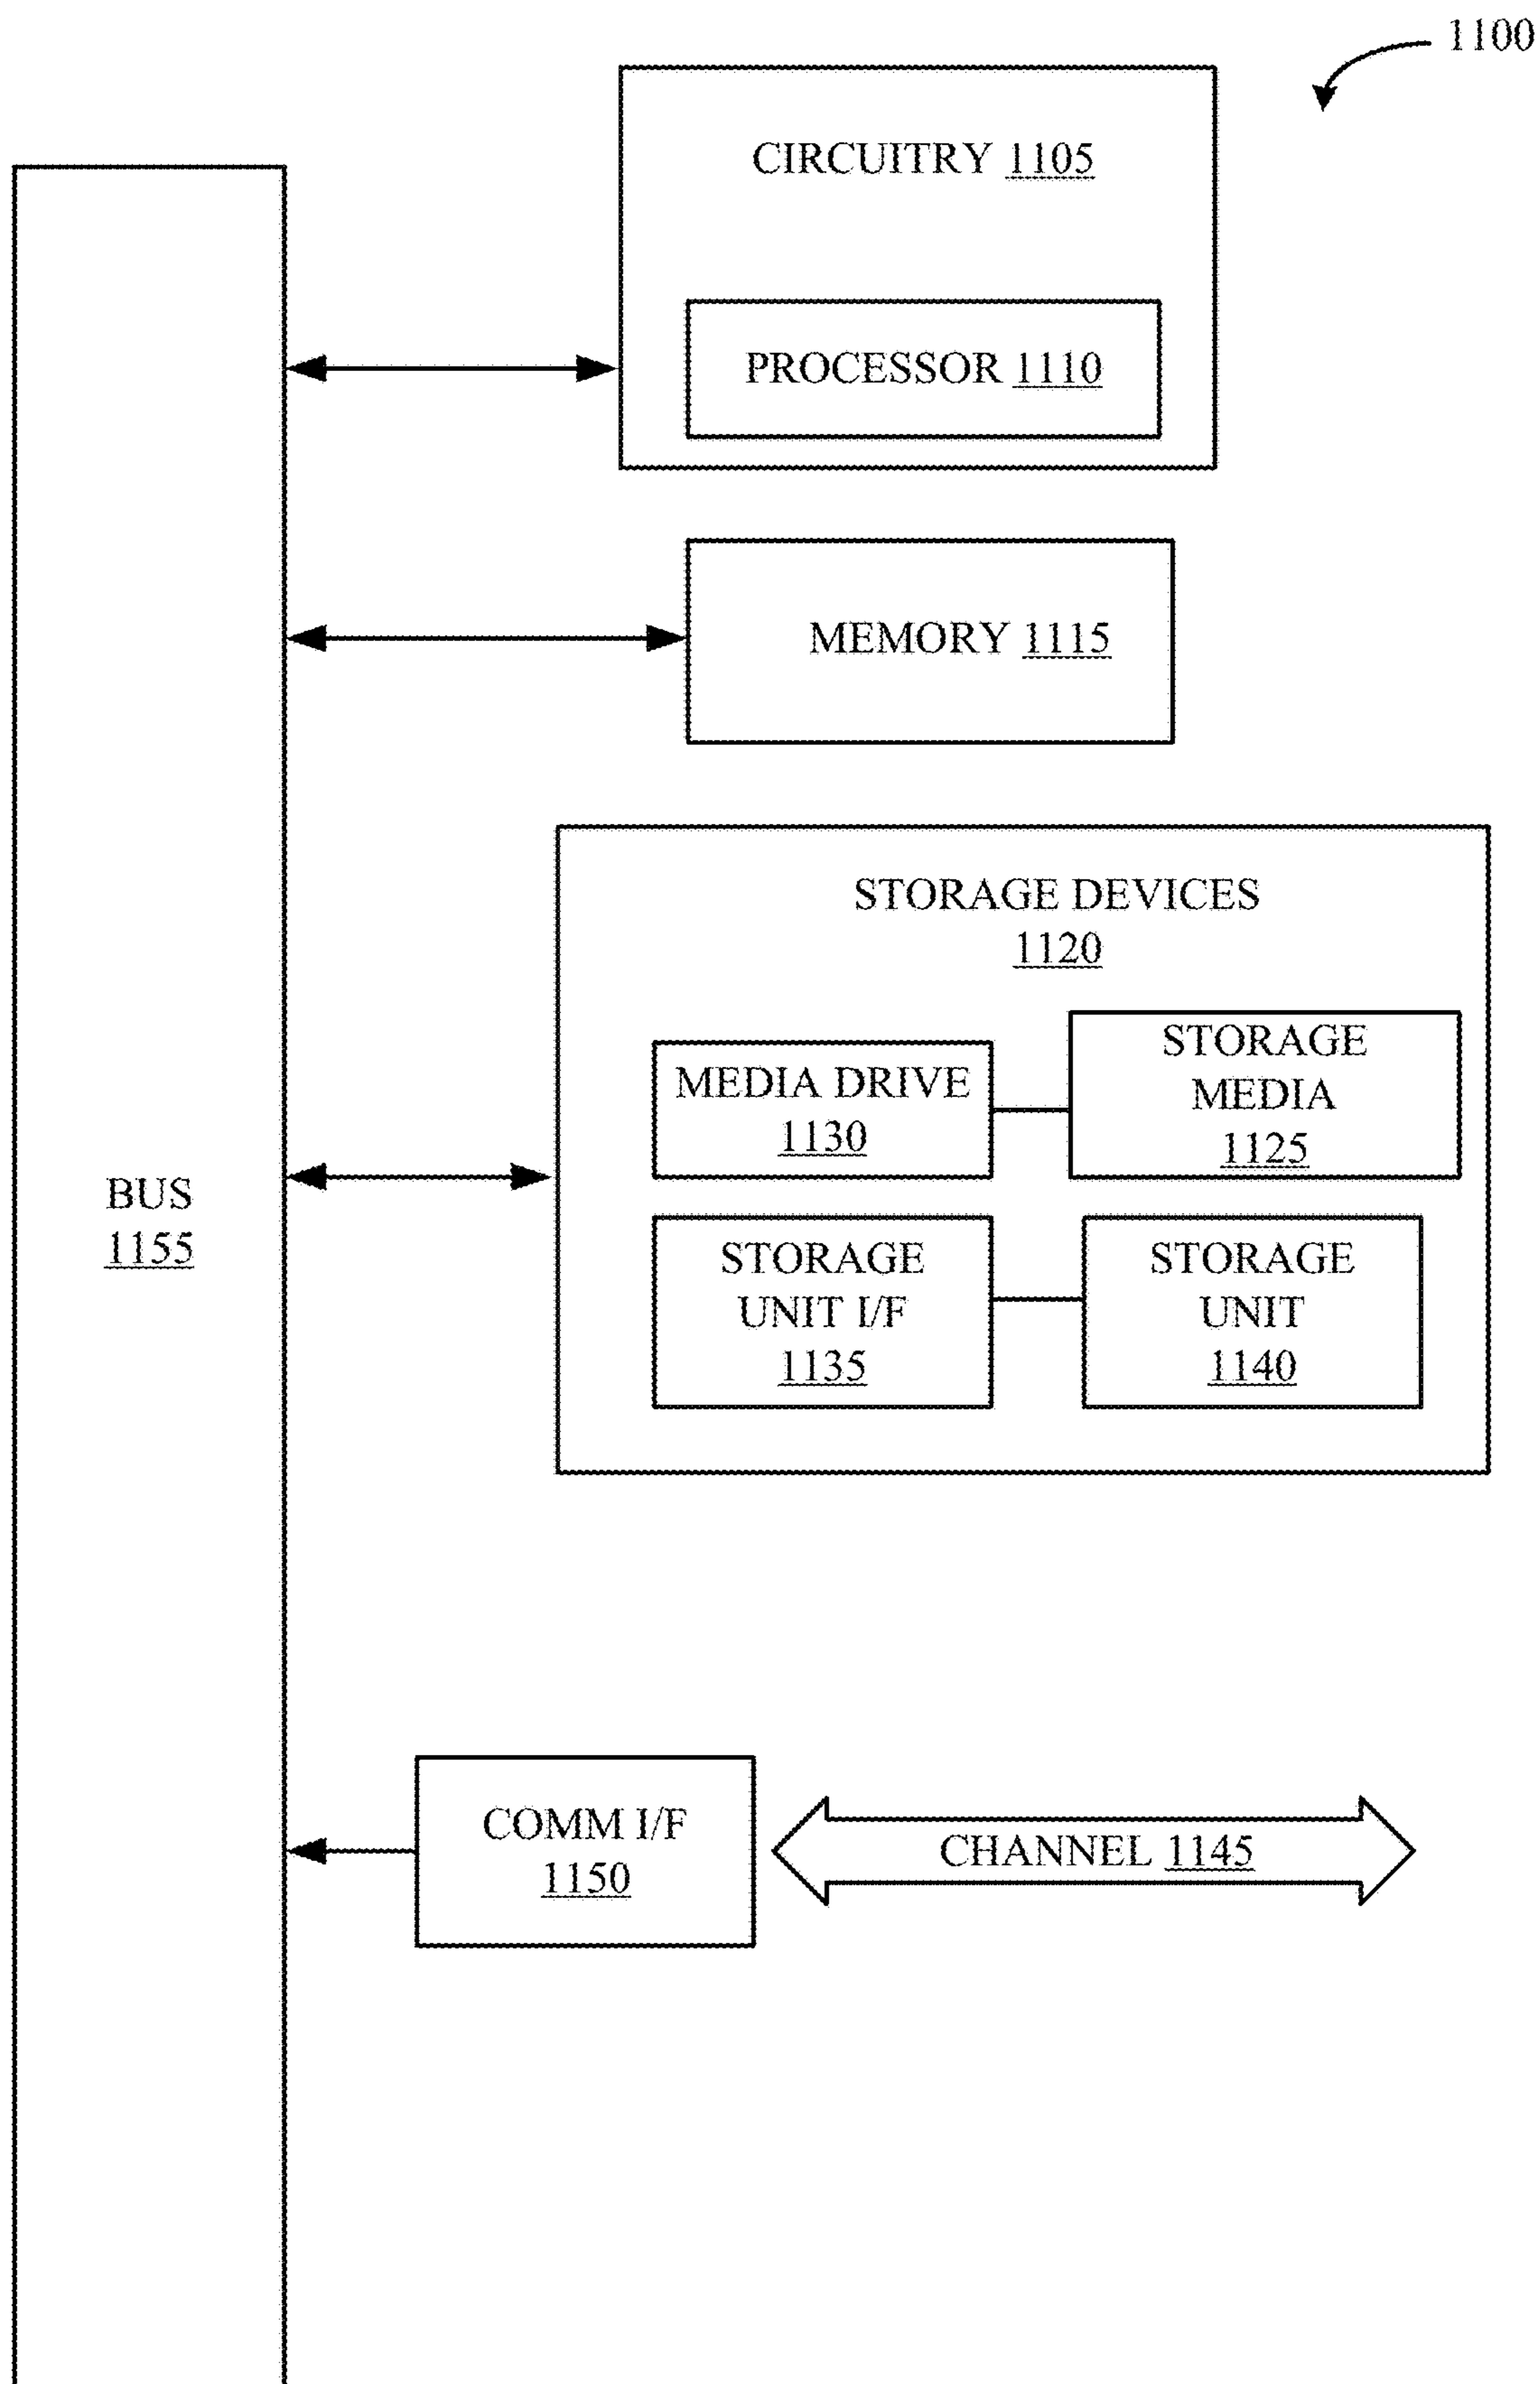 1100
CIRCUITRY 1105
PROCESSOR 1110
MEMORY 1115
STORAGE DEVICES
1120
MEDIA DRIVE
1130
STORAGE
MEDIA
1125
BUS
1155
STORAGE
UNIT I/F
1135
STORAGE
UNIT
1140
COMM I/F
1150
CHANNEL 1145